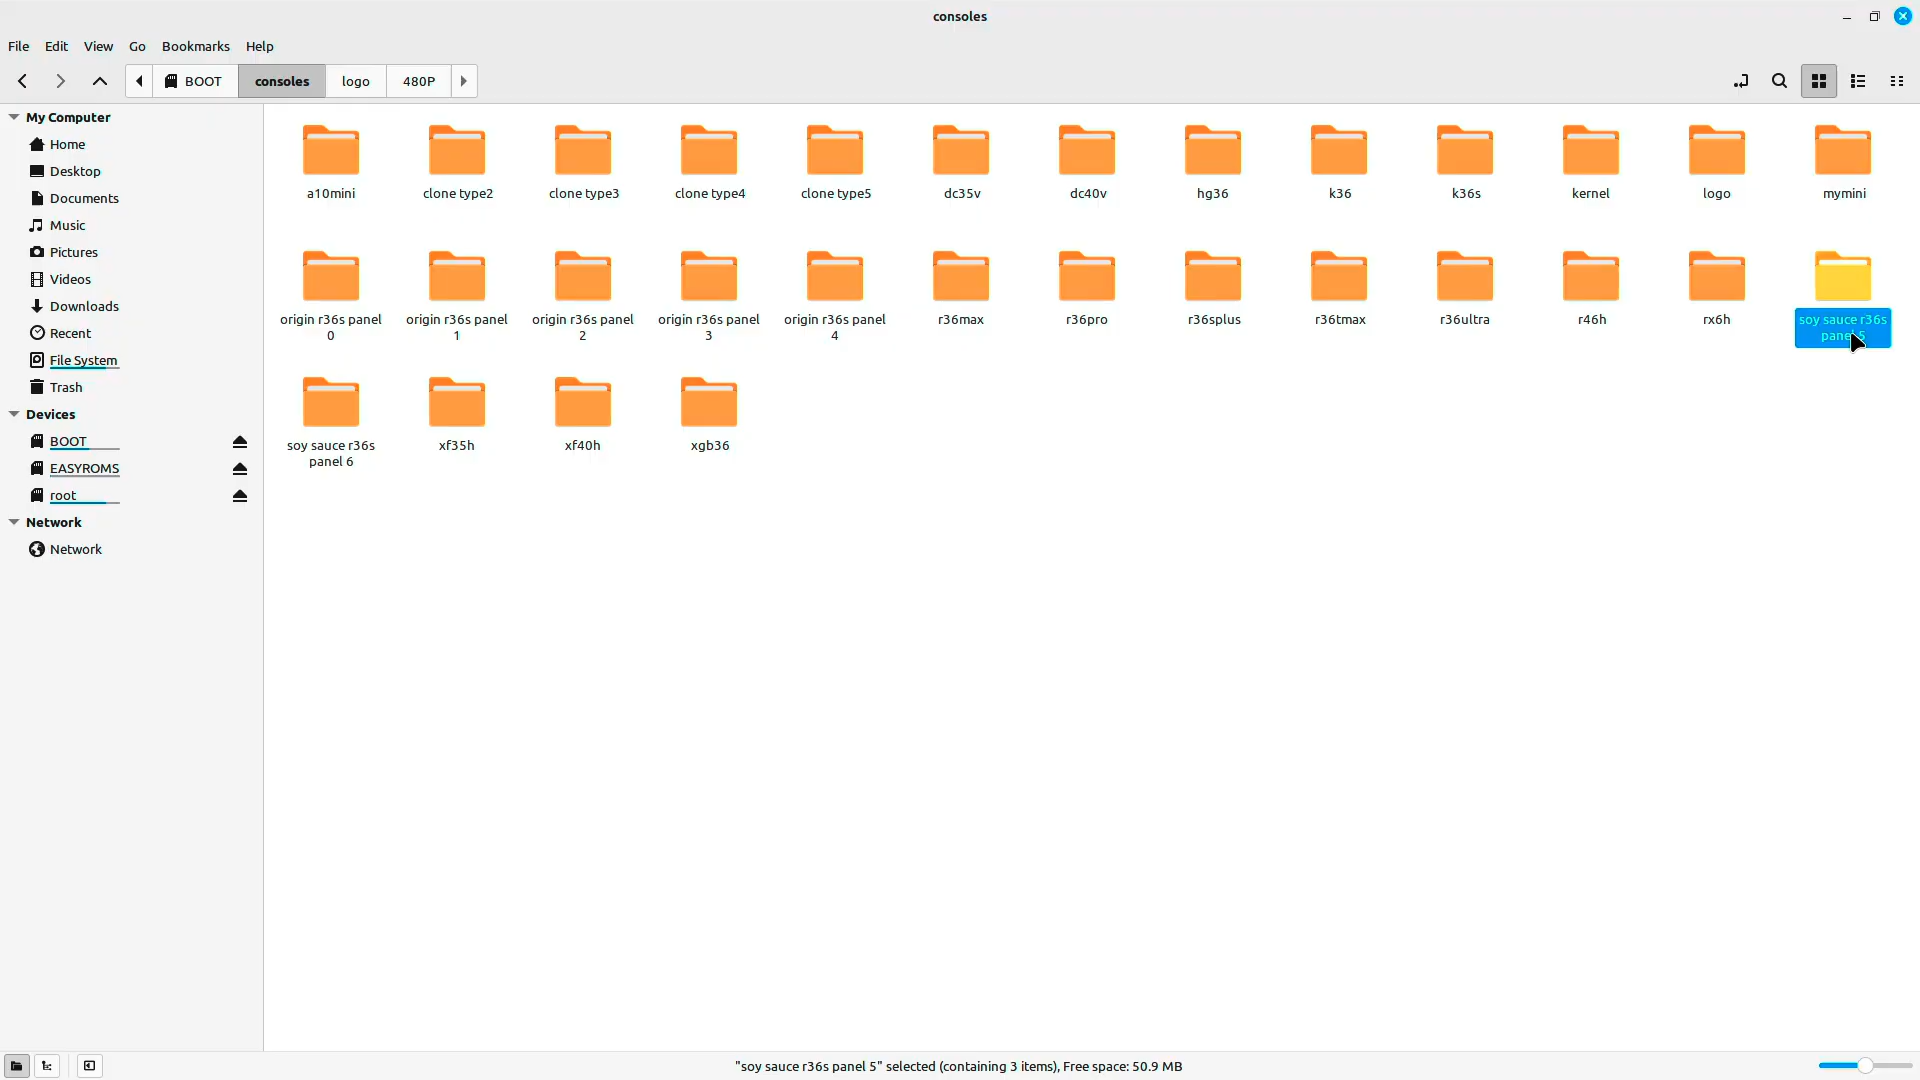 consoles
File Edit View Go Bookmarks Help
BOOT consoles logo 480P
My Computer
Home
Desktop
Documents
Music
Pictures
Videos
Downloads
Recent
File System
Trash
Devices
BOOT
EASYROMS
root
Network
Network
a10mini clone type2 clone type3 clone type4 clone type5 dc35v dc40v hg36 k36 k36s kernel logo mymini
origin r36s panel 0
origin r36s panel 1
origin r36s panel 2
origin r36s panel 3
origin r36s panel 4
r36max r36pro r36splus r36tmax r36ultra r46h rx6h
soy sauce r36s panel 5
soy sauce r36s panel 6
xf35h xf40h xgb36
"soy sauce r36s panel 5" selected (containing 3 items), Free space: 50.9 MB